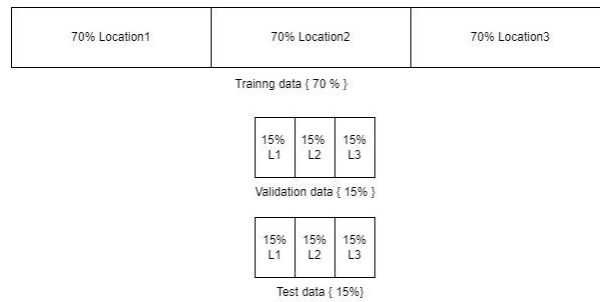 70% Location1 70% Location2 70% Location3
Trainng data { 70 % }
15% 15% 15%
L1 L2 L3
Validation data { 15% }
15% 15% 15%
L1 L2 L3
Test data { 15%}